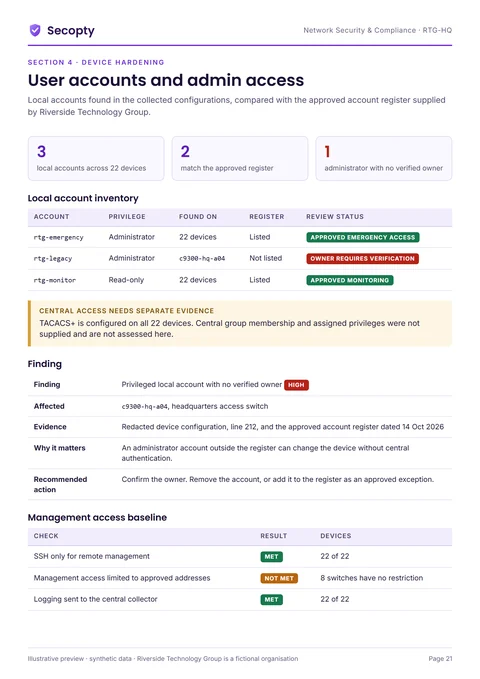 Secopty
Network Security & Compliance · RTG-HQ
SECTION 4 · DEVICE HARDENING
User accounts and admin access
Local accounts found in the collected configurations, compared with the approved account register supplied
by Riverside Technology Group.
3
local accounts across 22 devices
2
match the approved register
1
administrator with no verified owner
Local account inventory
ACCOUNT PRIVILEGE FOUND ON REGISTER REVIEW STATUS
rtg-emergency Administrator 22 devices Listed APPROVED EMERGENCY ACCESS
rtg-legacy Administrator c9300-hq-a04 Not listed OWNER REQUIRES VERIFICATION
rtg-monitor Read-only 22 devices Listed APPROVED MONITORING
CENTRAL ACCESS NEEDS SEPARATE EVIDENCE
TACACS+ is configured on all 22 devices. Central group membership and assigned privileges were not
supplied and are not assessed here.
Finding
Finding Privileged local account with no verified owner HIGH
Affected c9300-hq-a04, headquarters access switch
Evidence Redacted device configuration, line 212, and the approved account register dated 14 Oct 2026
Why it matters An administrator account outside the register can change the device without central
authentication.
Recommended Confirm the owner. Remove the account, or add it to the register as an approved exception.
action
Management access baseline
CHECK RESULT DEVICES
SSH only for remote management MET 22 of 22
Management access limited to approved addresses NOT MET 8 switches have no restriction
Logging sent to the central collector MET 22 of 22
Illustrative preview · synthetic data · Riverside Technology Group is a fictional organisation
Page 21